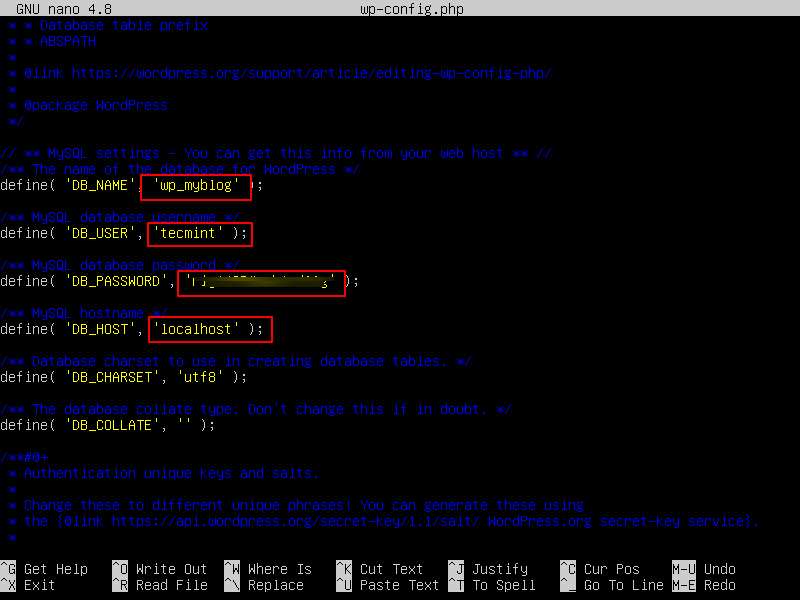 GNU nano 4.8 wp-config.php
* * Database table prefix
* * ABSPATH
*
* @link https://wordpress.org/support/article/editing-wp-config-php/
*
* @package WordPress
*/
// ** MySQL settings - You can get this info from your web host ** //
/** The name of the database for WordPress */
define( 'DB_NAME', 'wp_myblog' );
/** MySQL database username */
define( 'DB_USER', 'tecmint' );
/** MySQL database password */
define( 'DB_PASSWORD', ' ' );
/** MySQL hostname */
define( 'DB_HOST', 'localhost' );
/** Database charset to use in creating database tables. */
define( 'DB_CHARSET', 'utf8' );
/** The database collate type. Don't change this if in doubt. */
define( 'DB_COLLATE', '' );
/**#@+
* Authentication unique keys and salts.
*
* Change these to different unique phrases! You can generate these using
* the {@link https://api.wordpress.org/secret-key/1.1/salt/ WordPress.org secret-key service}.
*
^G Get Help ^O Write Out ^W Where Is ^K Cut Text ^J Justify ^C Cur Pos M-U Undo
^X Exit ^R Read File ^\ Replace ^U Paste Text ^T To Spell ^_ Go To Line M-E Redo